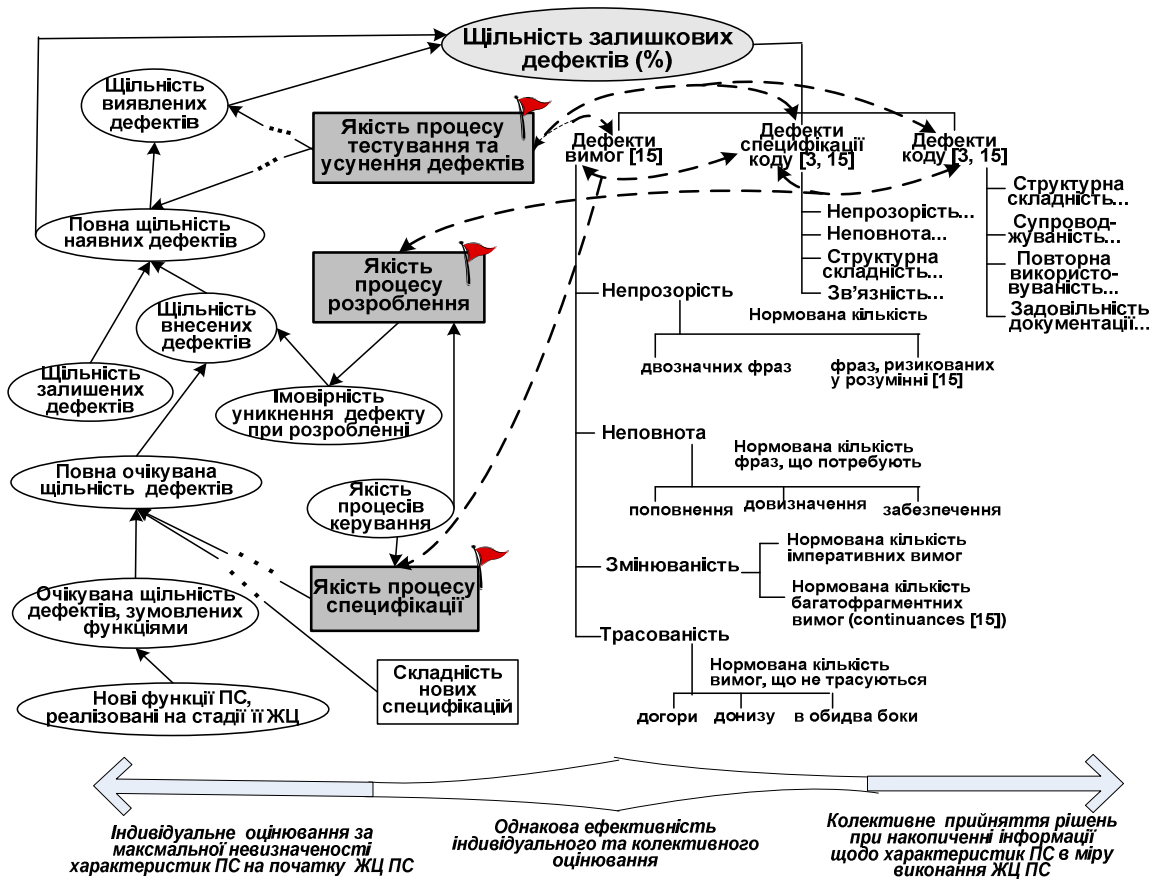 Щільність залишкових
дефектів (%)
Щільність
виявлених
дефектів
Якість процесу
тестування та
усунення дефектів
Дефекти
вимог [15]
Дефекти
специфікації
коду [3, 15]
Дефекти
коду [3, 15]
Структурна
складність...
Супровод-
жуваність...
Повторна
використо-
вуваність...
Задовільність
документації...
Непрозорість...
Неповнота...
Структурна
складність...
Зв’язність...
Повна щільність
наявних дефектів
Якість
процесу
розроблення
Щільність
внесених
дефектів
Щільність
залишених
дефектів
Імовірність
уникнення дефекту
при розробленні
Непрозорість
Нормована кількість
двозначних фраз
фраз, ризикованих
у розумінні [15]
Повна очікувана
щільність дефектів
Якість
процесів
керування
Неповнота
Нормована кількість
фраз, що потребують
поповнення
довизначення
забезпечення
Очікувана щільність
дефектів, зумовлених
функціями
Якість процесу
специфікації
Змінюваність
Нормована кількість
імперативних вимог
Нормована кількість
багатофрагментних
вимог (continuances [15])
Трасованість
Нормована кількість
вимог, що не трасуються
догори
донизу
в обидва боки
Нові функції ПС,
реалізовані на стадії її ЖЦ
Складність
нових
специфікацій
Індивідуальне оцінювання за
максмальної невизначеності
характеристик ПС на початку ЖЦ ПС
Однакова ефективність
індивідуального та колективного
оцінювання
Колективне прийняття рішень
при накопиченні інформації
щодо характеристик ПС в міру
виконання ЖЦ ПС